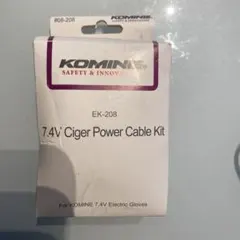 #08-208
KOMINE
KOMINE®
SAFETY &
EK-208
7.4V Ciger Power Cable Kit
For KOMINE 7.4V Electric Gloves